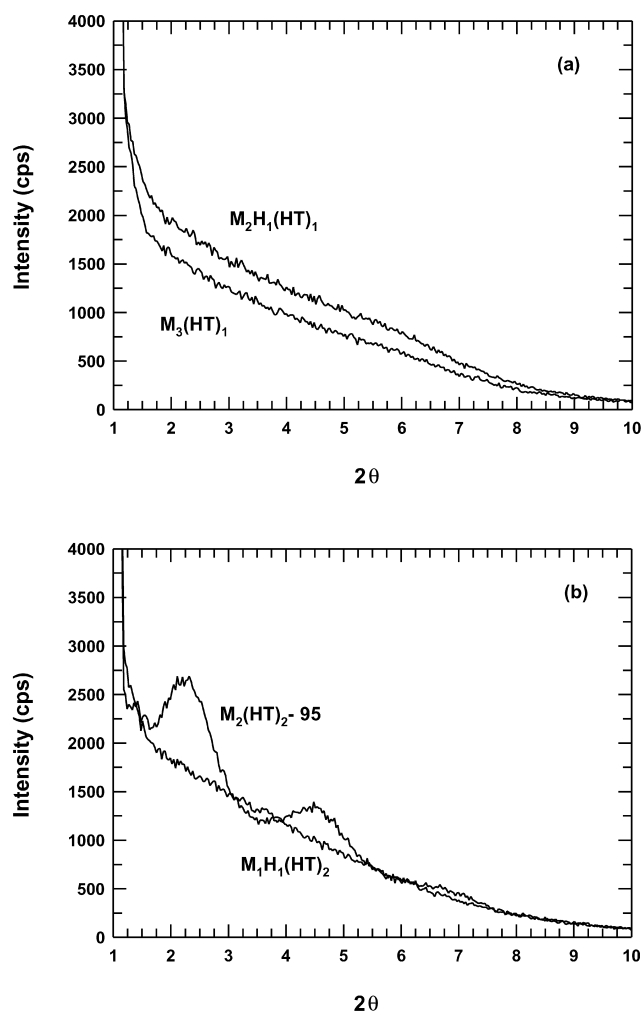 4000
(a)
3500
3000
2500
Intensity (cps)
2000
M₂H₁(HT)₁
1500
1000
M₃(HT)₁
500
0
1 2 3 4 5 6 7 8 9 10
2θ
4000
(b)
3500
3000
2500
M₂(HT)₂- 95
Intensity (cps)
2000
1500
1000
M₁H₁(HT)₂
500
0
1 2 3 4 5 6 7 8 9 10
2θ